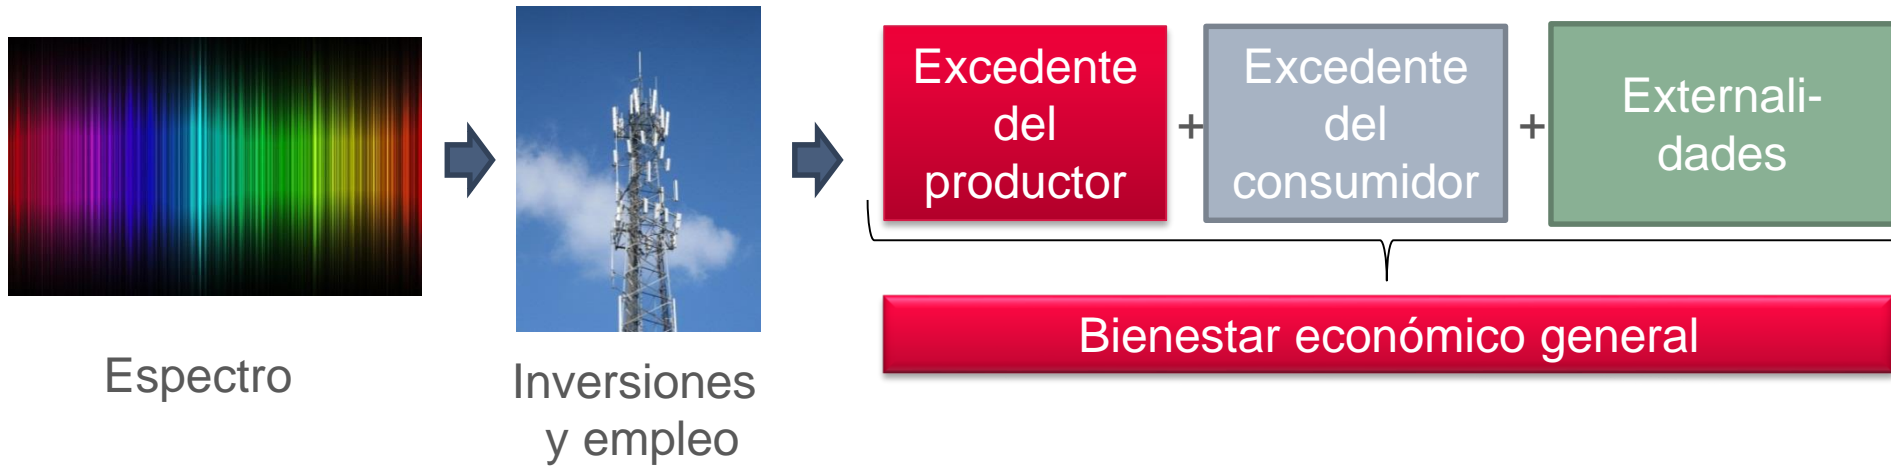 Espectro
Inversiones
y empleo
Excedente
del
productor
+
Excedente
del
consumidor
+
Externali-
dades
Bienestar económico general